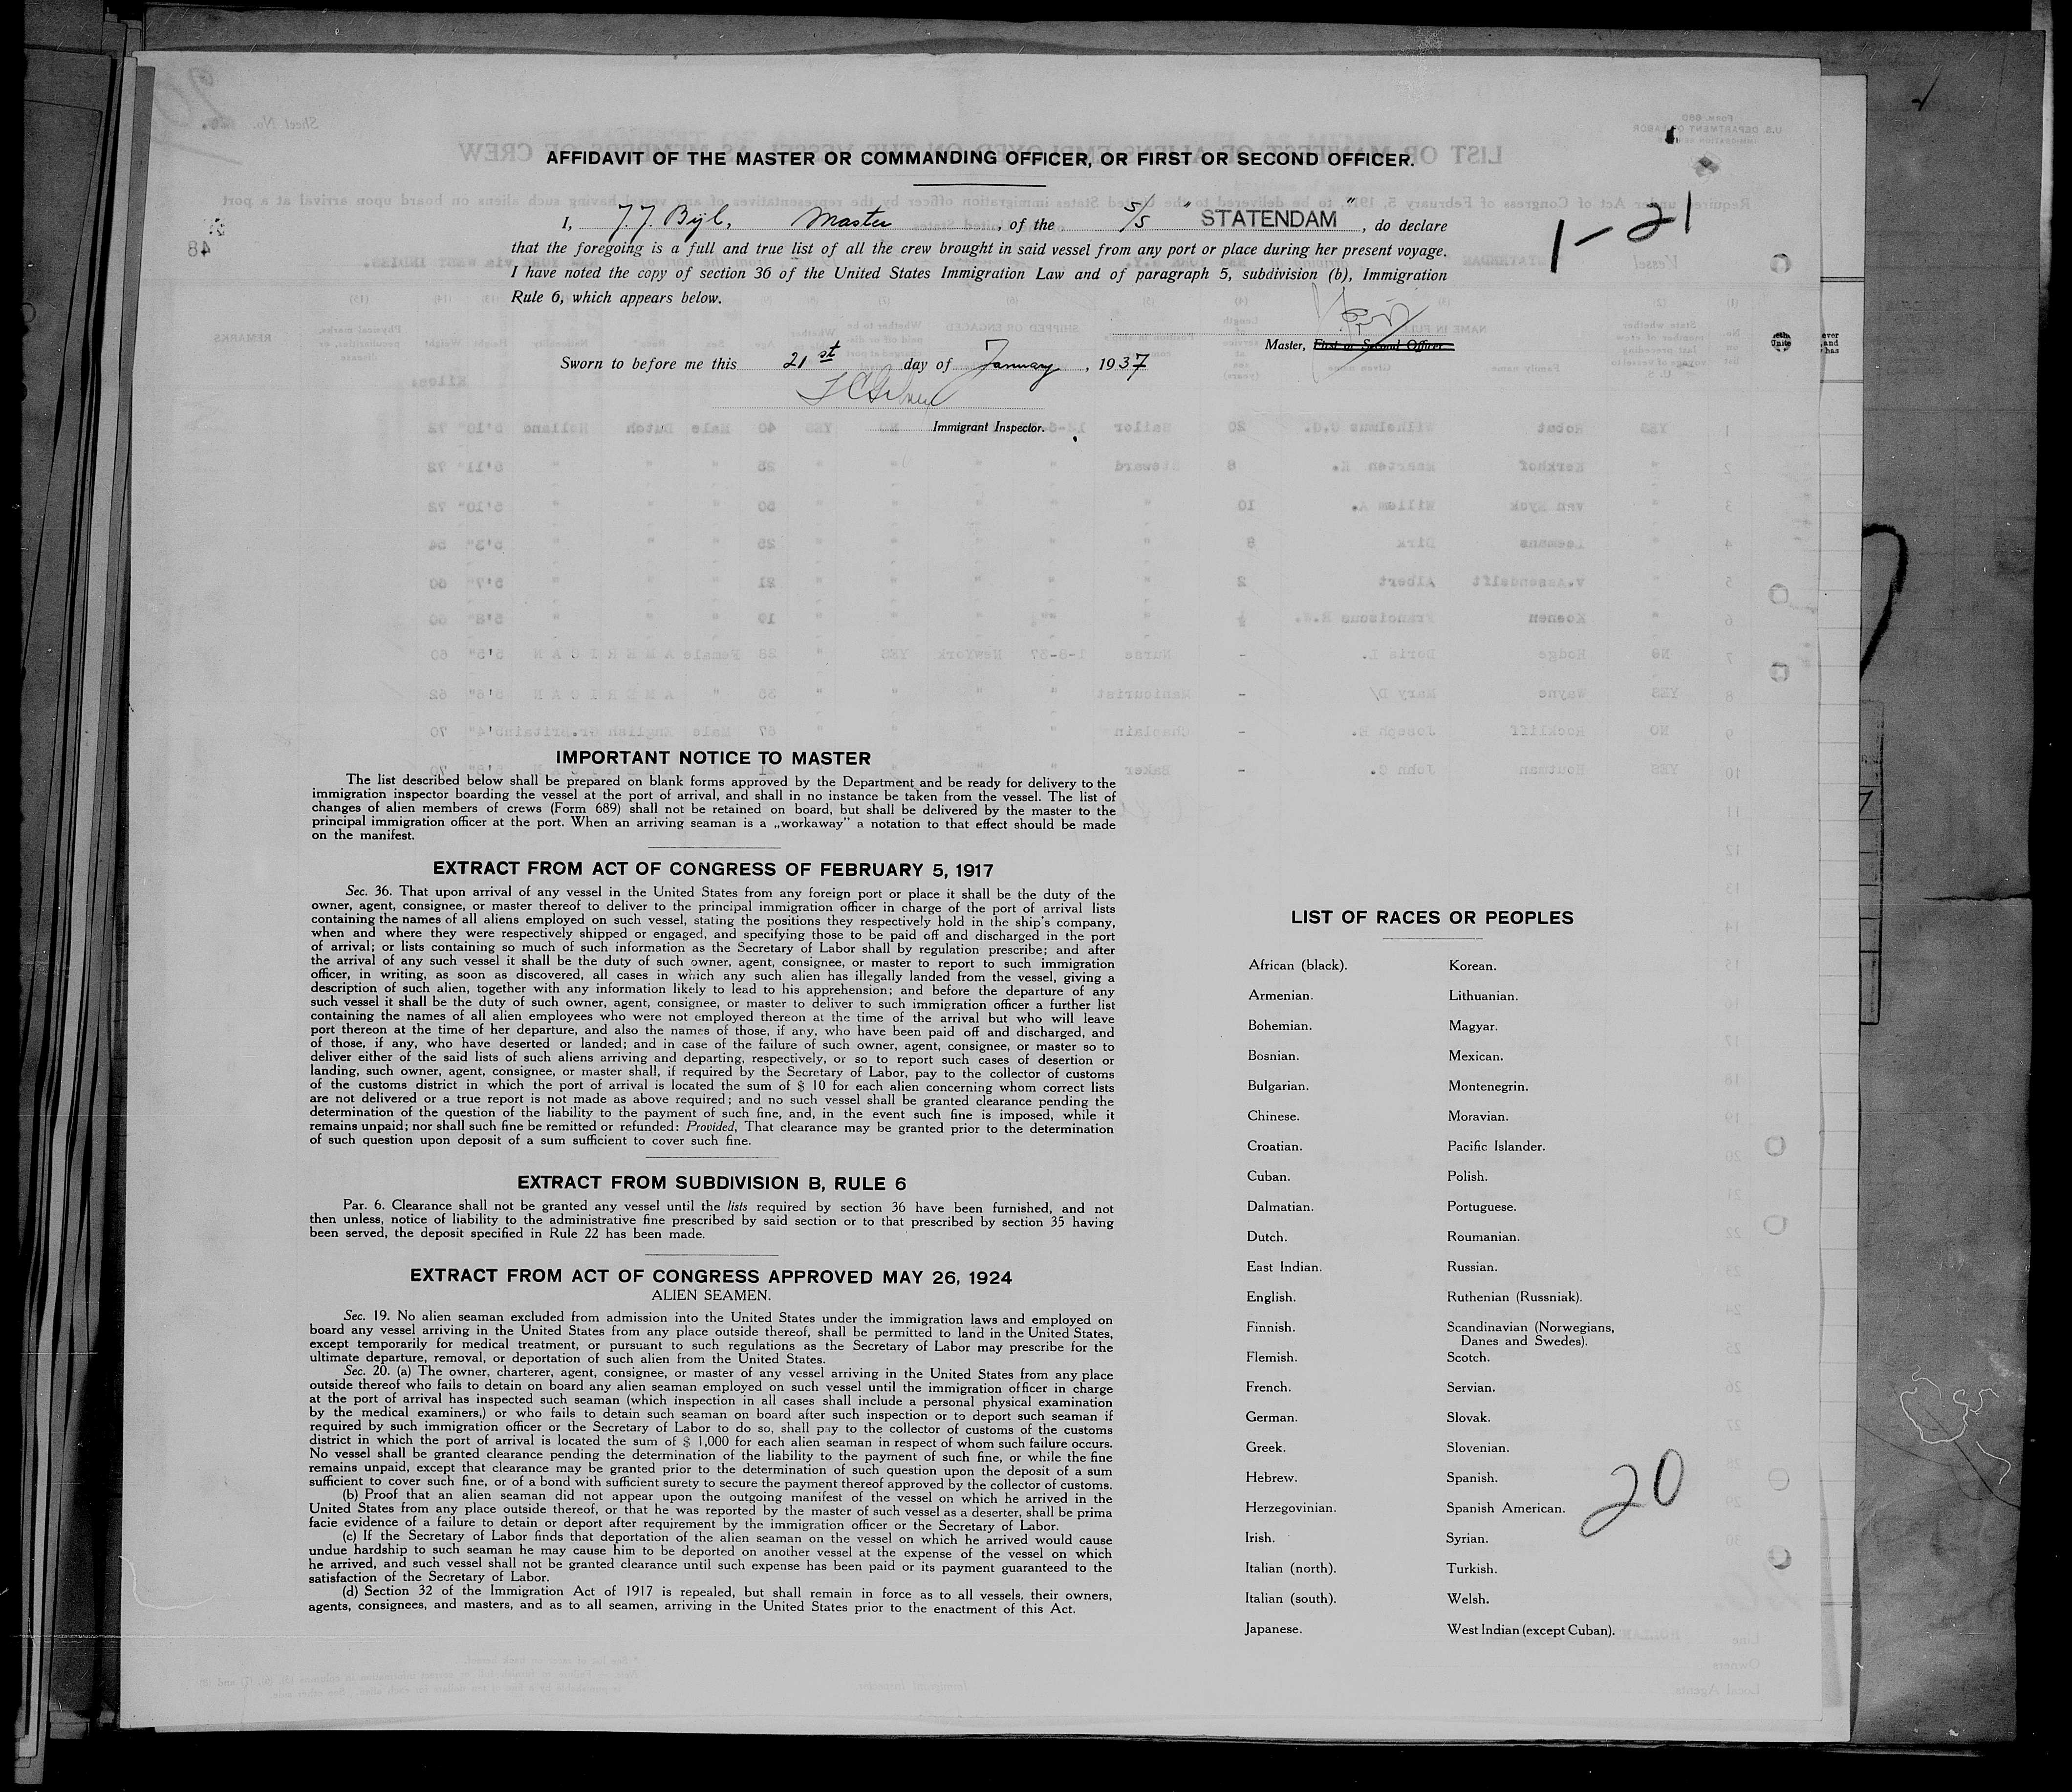 AFFIDAVIT OF THE MASTER OR COMMANDING OFFICER, OR FIRST OR SECOND OFFICER.
I, J.J. Bijl, Master, of the S/S "STATENDAM", do declare
that the foregoing is a full and true list of all the crew brought in said vessel from any port or place during her present voyage.
I have noted the copy of section 36 of the United States Immigration Law and of paragraph 5, subdivision (b), Immigration
Rule 6, which appears below.
1-21
Master, First or Second Officer
Sworn to before me this 21st day of January, 1937
Immigrant Inspector.
IMPORTANT NOTICE TO MASTER
The list described below shall be prepared on blank forms approved by the Department and be ready for delivery to the
immigration inspector boarding the vessel at the port of arrival, and shall in no instance be taken from the vessel. The list of
changes of alien members of crews (Form 689) shall not be retained on board, but shall be delivered by the master to the
principal immigration officer at the port. When an arriving seaman is a „workaway” a notation to that effect should be made
on the manifest.
EXTRACT FROM ACT OF CONGRESS OF FEBRUARY 5, 1917
Sec. 36. That upon arrival of any vessel in the United States from any foreign port or place it shall be the duty of the
owner, agent, consignee, or master thereof to deliver to the principal immigration officer in charge of the port of arrival lists
containing the names of all aliens employed on such vessel, stating the positions they respectively hold in the ship's company,
when and where they were respectively shipped or engaged, and specifying those to be paid off and discharged in the port
of arrival; or lists containing so much of such information as the Secretary of Labor shall by regulation prescribe; and after
the arrival of any such vessel it shall be the duty of such owner, agent, consignee, or master to report to such immigration
officer, in writing, as soon as discovered, all cases in which any such alien has illegally landed from the vessel, giving a
description of such alien, together with any information likely to lead to his apprehension; and before the departure of any
such vessel it shall be the duty of such owner, agent, consignee, or master to deliver to such immigration officer a further list
containing the names of all alien employees who were not employed thereon at the time of the arrival but who will leave
port thereon at the time of her departure, and also the names of those, if any, who have been paid off and discharged, and
of those, if any, who have deserted or landed; and in case of the failure of such owner, agent, consignee, or master so to
deliver either of the said lists of such aliens arriving and departing, respectively, or so to report such cases of desertion or
landing, such owner, agent, consignee, or master shall, if required by the Secretary of Labor, pay to the collector of customs
of the customs district in which the port of arrival is located the sum of $ 10 for each alien concerning whom correct lists
are not delivered or a true report is not made as above required; and no such vessel shall be granted clearance pending the
determination of the question of the liability to the payment of such fine, and, in the event such fine is imposed, while it
remains unpaid; nor shall such fine be remitted or refunded: Provided, That clearance may be granted prior to the determination
of such question upon deposit of a sum sufficient to cover such fine.
EXTRACT FROM SUBDIVISION B, RULE 6
Par. 6. Clearance shall not be granted any vessel until the lists required by section 36 have been furnished, and not
then unless, notice of liability to the administrative fine prescribed by said section or to that prescribed by section 35 having
been served, the deposit specified in Rule 22 has been made.
EXTRACT FROM ACT OF CONGRESS APPROVED MAY 26, 1924
ALIEN SEAMEN.
Sec. 19. No alien seaman excluded from admission into the United States under the immigration laws and employed on
board any vessel arriving in the United States from any place outside thereof, shall be permitted to land in the United States,
except temporarily for medical treatment, or pursuant to such regulations as the Secretary of Labor may prescribe for the
ultimate departure, removal, or deportation of such alien from the United States.
Sec. 20. (a) The owner, charterer, agent, consignee, or master of any vessel arriving in the United States from any place
outside thereof who fails to detain on board any alien seaman employed on such vessel until the immigration officer in charge
at the port of arrival has inspected such seaman (which inspection in all cases shall include a personal physical examination
by the medical examiners,) or who fails to detain such seaman on board after such inspection or to deport such seaman if
required by such immigration officer or the Secretary of Labor to do so, shall pay to the collector of customs of the customs
district in which the port of arrival is located the sum of $ 1,000 for each alien seaman in respect of whom such failure occurs.
No vessel shall be granted clearance pending the determination of the liability to the payment of such fine, or while the fine
remains unpaid, except that clearance may be granted prior to the determination of such question upon the deposit of a sum
sufficient to cover such fine, or of a bond with sufficient surety to secure the payment thereof approved by the collector of customs.
(b) Proof that an alien seaman did not appear upon the outgoing manifest of the vessel on which he arrived in the
United States from any place outside thereof, or that he was reported by the master of such vessel as a deserter, shall be prima
facie evidence of a failure to detain or deport after requirement by the immigration officer or the Secretary of Labor.
(c) If the Secretary of Labor finds that deportation of the alien seaman on the vessel on which he arrived would cause
undue hardship to such seaman he may cause him to be deported on another vessel at the expense of the vessel on which
he arrived, and such vessel shall not be granted clearance until such expense has been paid or its payment guaranteed to the
satisfaction of the Secretary of Labor.
(d) Section 32 of the Immigration Act of 1917 is repealed, but shall remain in force as to all vessels, their owners,
agents, consignees, and masters, and as to all seamen, arriving in the United States prior to the enactment of this Act.
LIST OF RACES OR PEOPLES
African (black).
Armenian.
Bohemian.
Bosnian.
Bulgarian.
Chinese.
Croatian.
Cuban.
Dalmatian.
Dutch.
East Indian.
English.
Finnish.
Flemish.
French.
German.
Greek.
Hebrew.
Herzegovinian.
Irish.
Italian (north).
Italian (south).
Japanese.
Korean.
Lithuanian.
Magyar.
Mexican.
Montenegrin.
Moravian.
Pacific Islander.
Polish.
Portuguese.
Roumanian.
Russian.
Ruthenian (Russniak).
Scandinavian (Norwegians,
Danes and Swedes).
Scotch.
Servian.
Slovak.
Slovenian.
Spanish.
Spanish American.
Syrian.
Turkish.
Welsh.
West Indian (except Cuban).
20